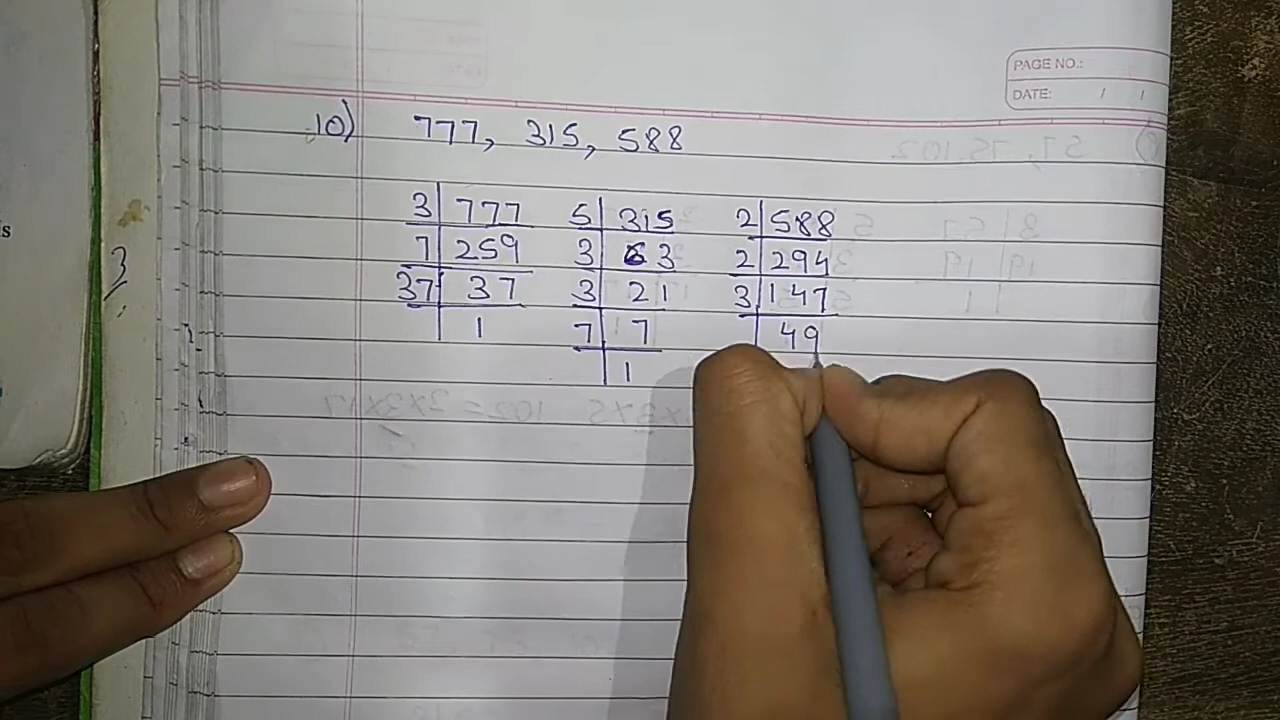 PAGE NO.:
DATE: / /
10) 777, 315, 588
3 777 5 315 2 588
7 259 3 63 2 294
37 37 3 21 3 147
1 7 7 49
1
s
3